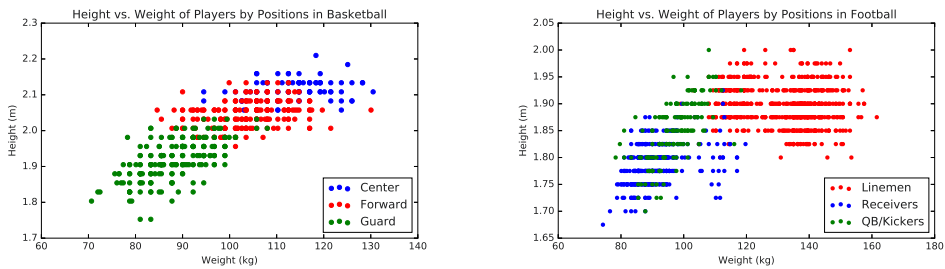 Height vs. Weight of Players by Positions in Basketball
2.3
2.2
2.1
2.0
1.9
1.8
1.7
Height (m)
60 70 80 90 100 110 120 130 140
Weight (kg)
Center
Forward
Guard
Height vs. Weight of Players by Positions in Football
2.05
2.00
1.95
1.90
1.85
1.80
1.75
1.70
1.65
Height (m)
60 80 100 120 140 160 180
Weight (kg)
Linemen
Receivers
QB/Kickers